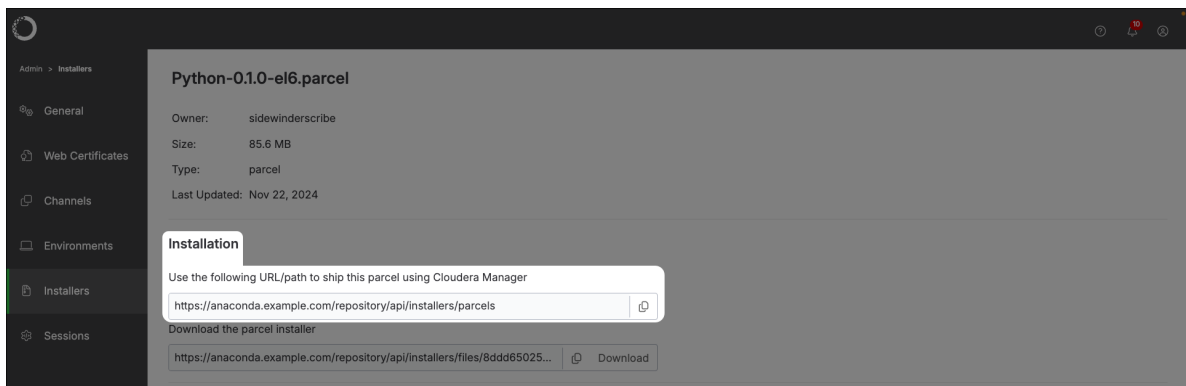 10
Admin > Installers
General
Web Certificates
Channels
Environments
Installers
Sessions
Python-0.1.0-el6.parcel
Owner: sidewinderscribe
Size: 85.6 MB
Type: parcel
Last Updated: Nov 22, 2024
Installation
Use the following URL/path to ship this parcel using Cloudera Manager
https://anaconda.example.com/repository/api/installers/parcels
Download the parcel installer
https://anaconda.example.com/repository/api/installers/files/8ddd65025... Download